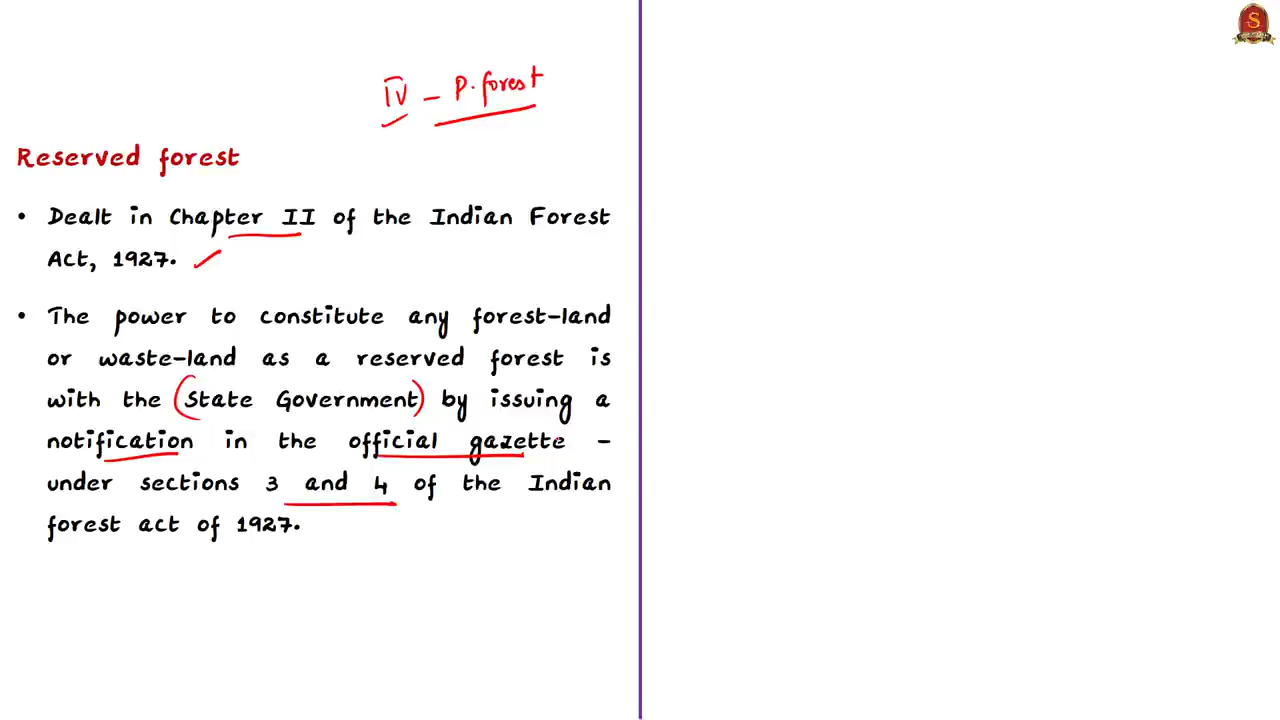 IV - P. forest
Reserved forest
• Dealt in Chapter II of the Indian Forest
Act, 1927.
• The power to constitute any forest-land
or waste-land as a reserved forest is
with the (State Government) by issuing a
notification in the official gazette -
under sections 3 and 4 of the Indian
forest act of 1927.
S